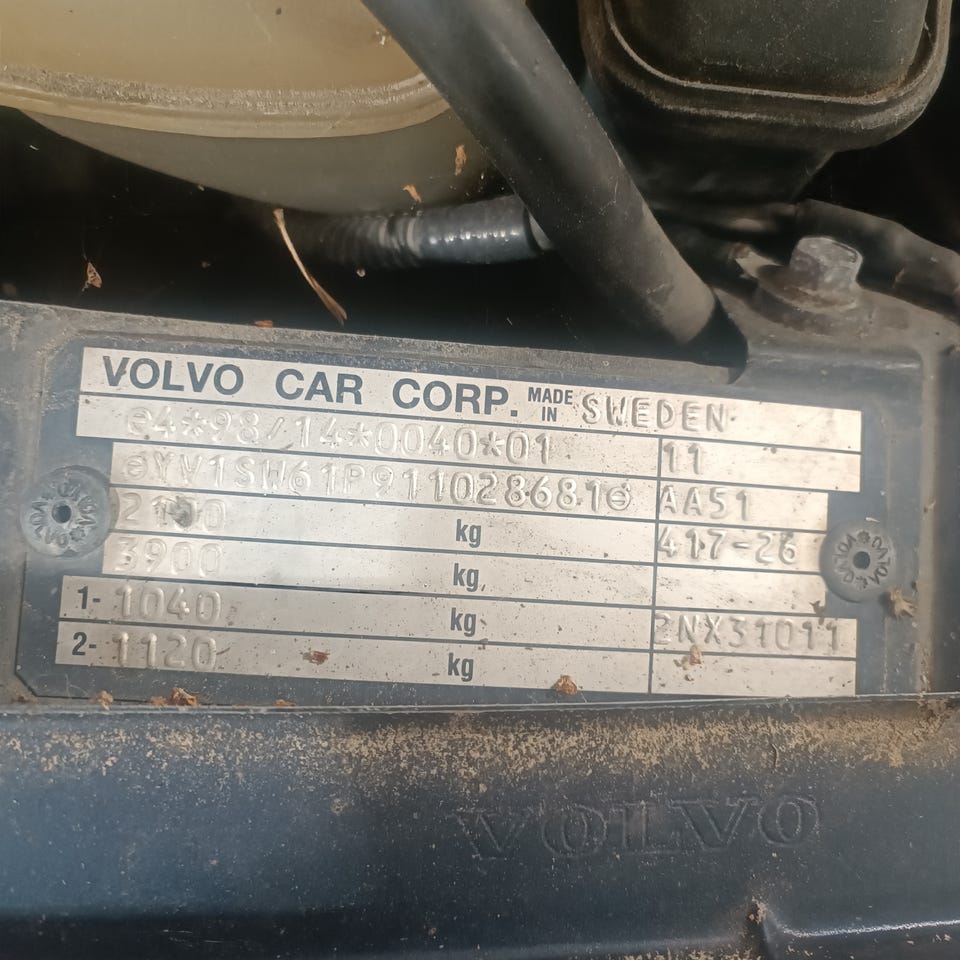 VOLVO CAR CORP. MADE IN SWEDEN
e4*98/14*0040*01 11
YV1SW61P911028681 AA51
2100 kg 417-26
3900 kg
1- 1040 kg 2NX31011
2- 1120 kg
VOLVO